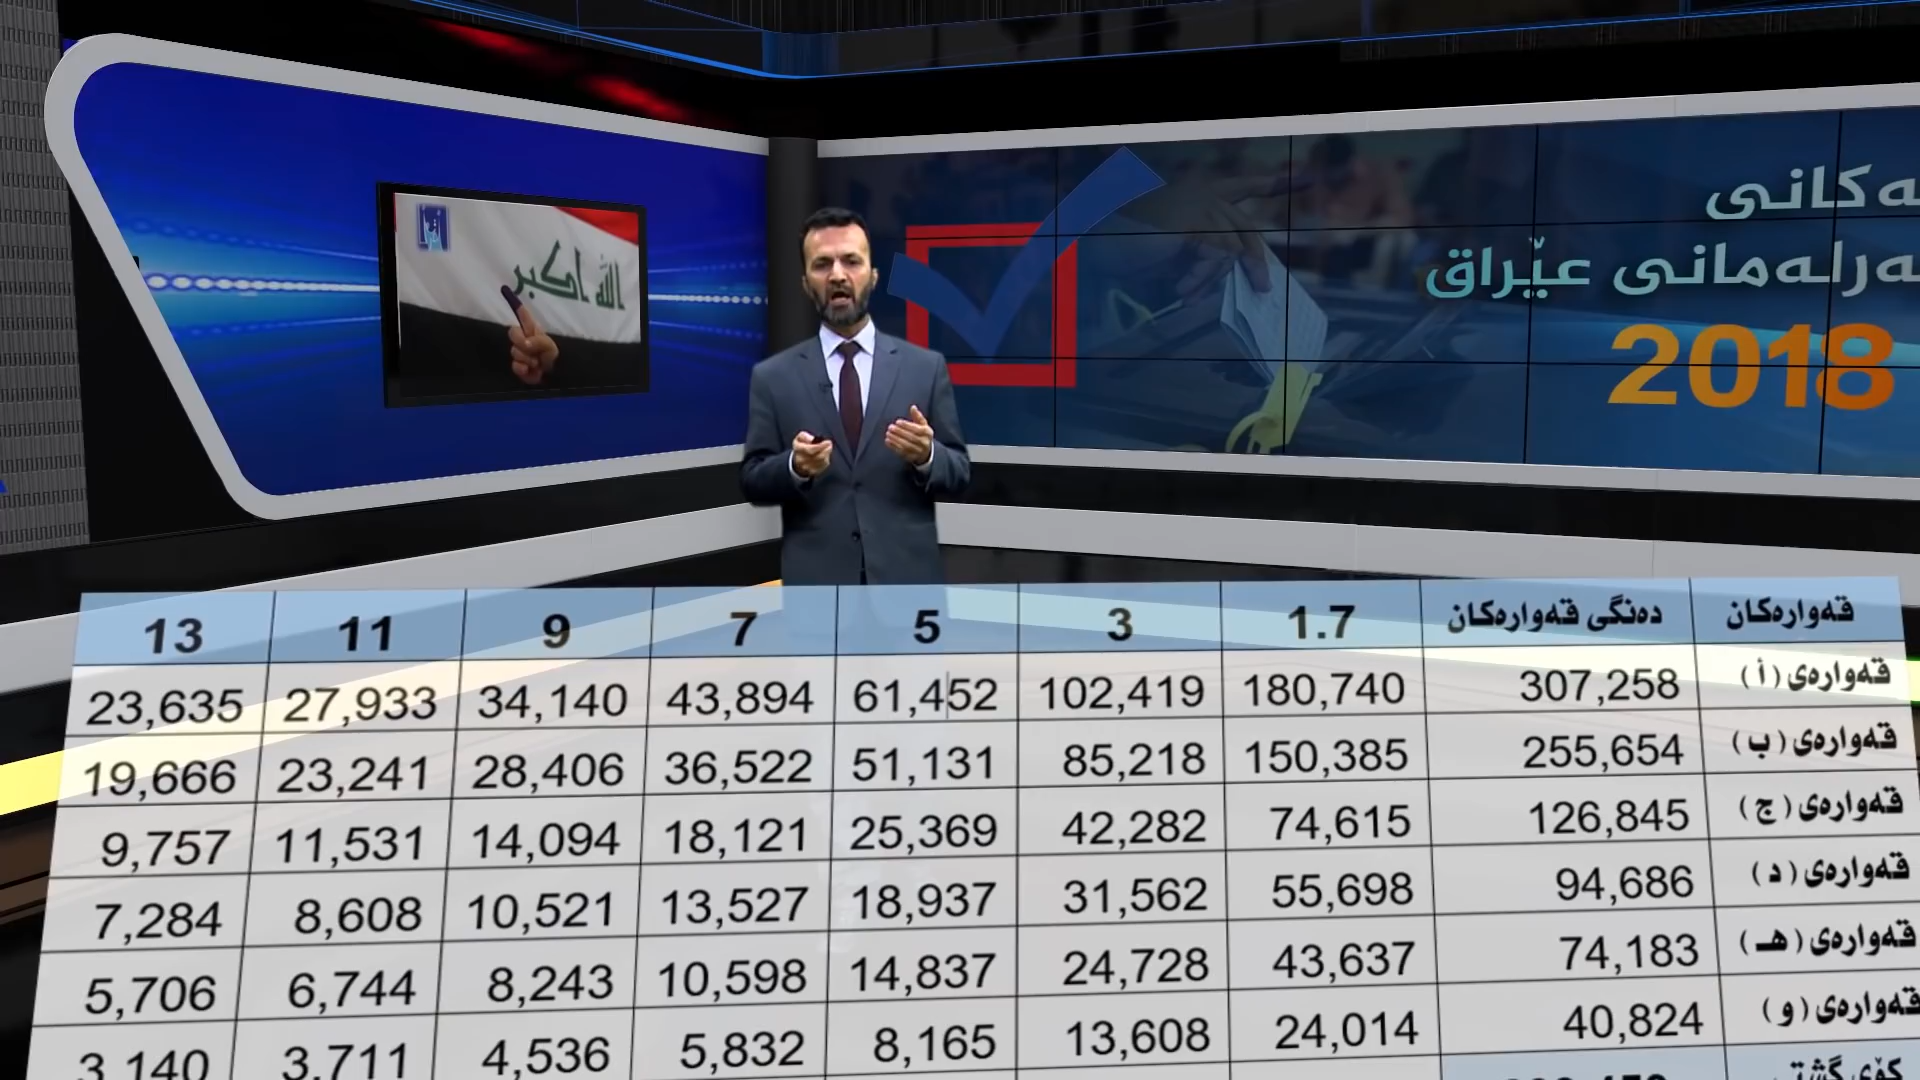 الله اكبر
ەکانی
ەرلەمانی عێراق
2018
قەوارەکان	دەنگی قەوارەکان	1.7	3	5	7	9	11	13
قەوارەی ( أ )	307,258	180,740	102,419	61,452	43,894	34,140	27,933	23,635
قەوارەی ( ب )	255,654	150,385	85,218	51,131	36,522	28,406	23,241	19,666
قەوارەی ( ج )	126,845	74,615	42,282	25,369	18,121	14,094	11,531	9,757
قەوارەی ( د )	94,686	55,698	31,562	18,937	13,527	10,521	8,608	7,284
قەوارەی ( هـ )	74,183	43,637	24,728	14,837	10,598	8,243	6,744	5,706
قەوارەی ( و )	40,824	24,014	13,608	8,165	5,832	4,536	3,711	3,140
کۆی گشتی